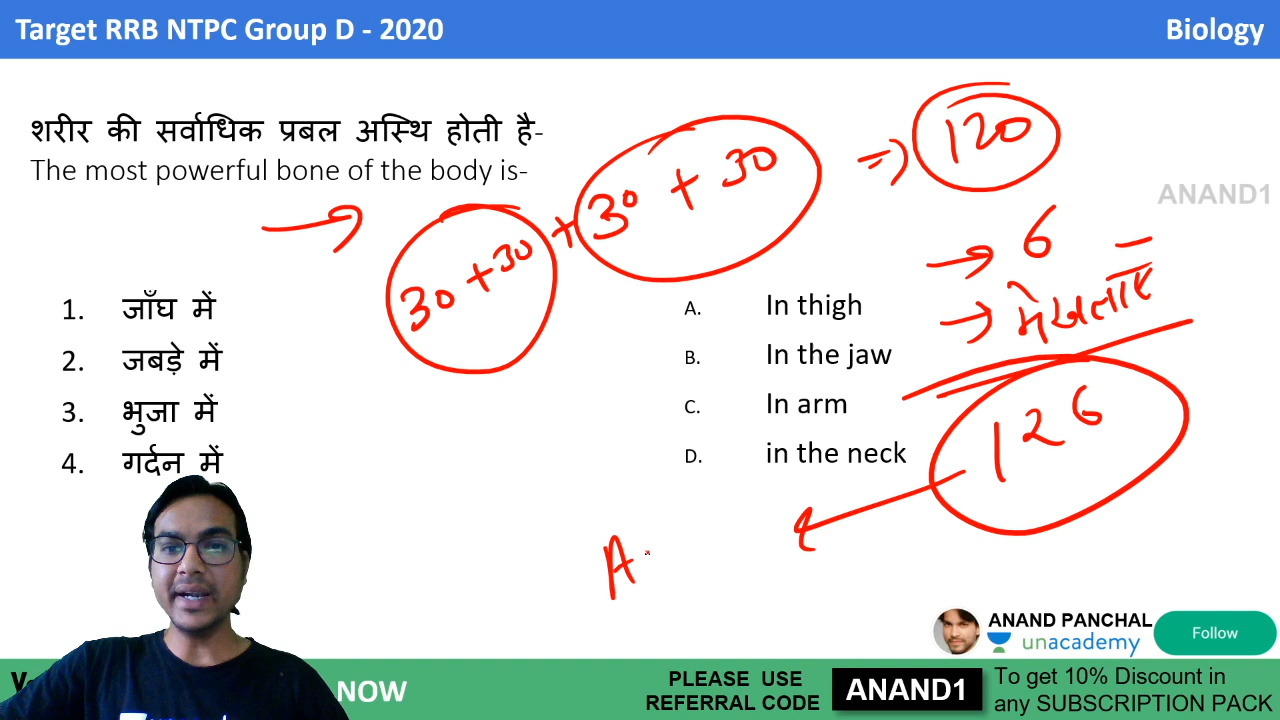 Target RRB NTPC Group D - 2020 Biology
शरीर की सर्वाधिक प्रबल अस्थि होती है-
The most powerful bone of the body is-
30 + 30 + 30 + 30 => 120
ANAND1
→ 6
→ मेखलाएं
126
1. जाँघ में
2. जबड़े में
3. भुजा में
4. गर्दन में
A. In thigh
B. In the jaw
C. In arm
D. in the neck
A
ANAND PANCHAL
unacademy
Follow
NOW
PLEASE USE
REFERRAL CODE
ANAND1
To get 10% Discount in
any SUBSCRIPTION PACK